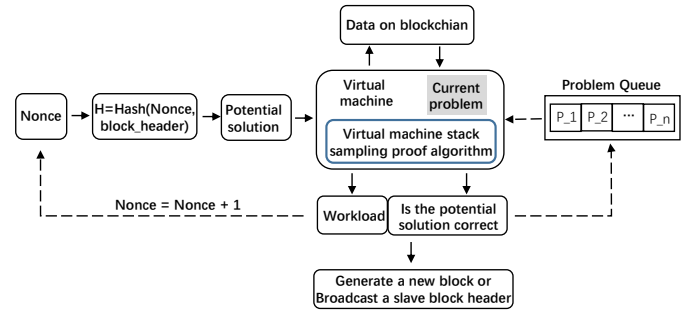 Data on blockchian
Virtual
machine
Current
problem
Problem Queue
Nonce
H=Hash(Nonce,
block_header)
Potential
solution
P_1
P_2
...
P_n
Virtual machine stack
sampling proof algorithm
Nonce = Nonce + 1
Workload
Is the potential
solution correct
Generate a new block or
Broadcast a slave block header